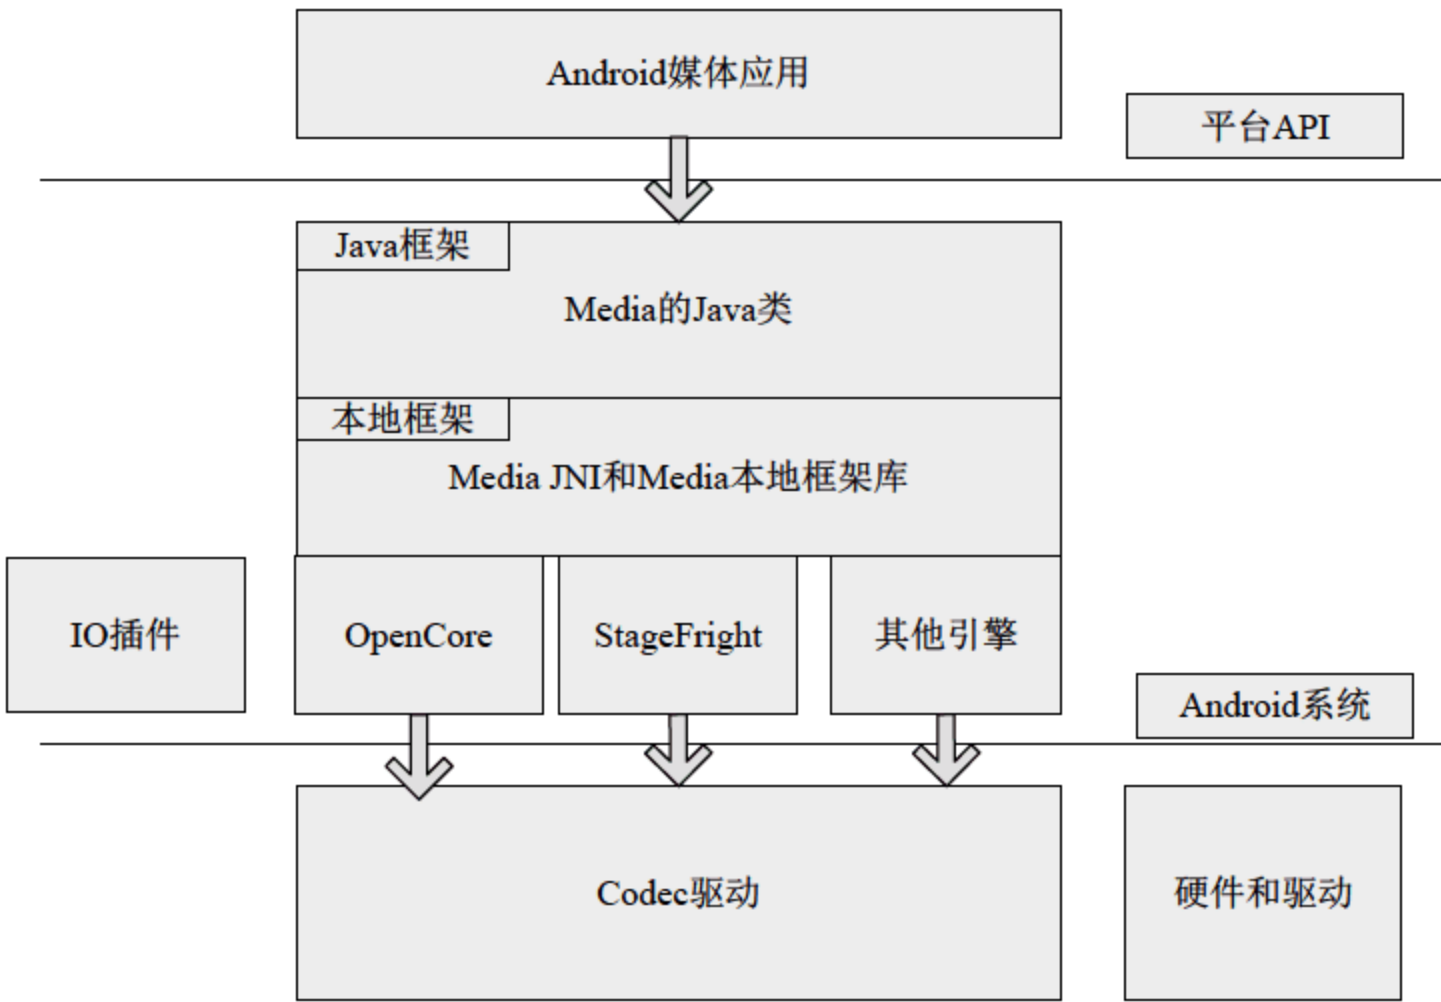 Android媒体应用
平台API
Java框架
Media的Java类
本地框架
Media JNI和Media本地框架库
IO插件
OpenCore
StageFright
其他引擎
Android系统
Codec驱动
硬件和驱动